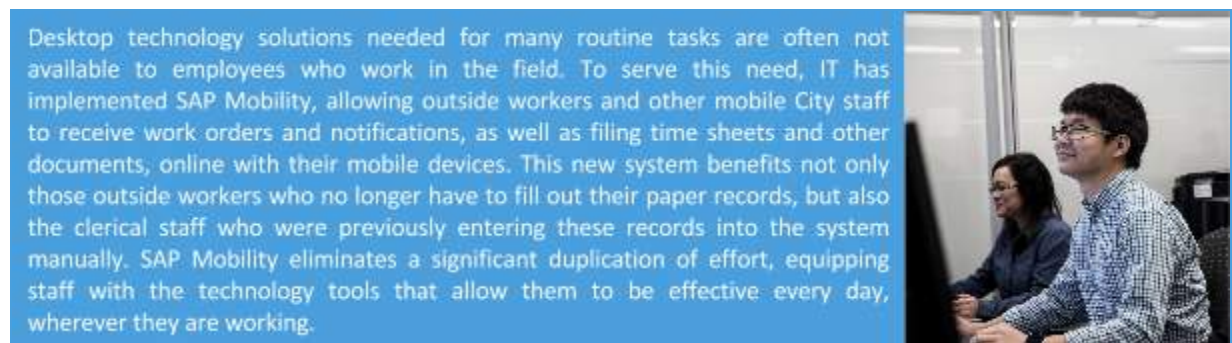 Desktop technology solutions needed for many routine tasks are often not
available to employees who work in the field. To serve this need, IT has
implemented SAP Mobility, allowing outside workers and other mobile City staff
to receive work orders and notifications, as well as filing time sheets and other
documents, online with their mobile devices. This new system benefits not only
those outside workers who no longer have to fill out their paper records, but also
the clerical staff who were previously entering these records into the system
manually. SAP Mobility eliminates a significant duplication of effort, equipping
staff with the technology tools that allow them to be effective every day,
wherever they are working.